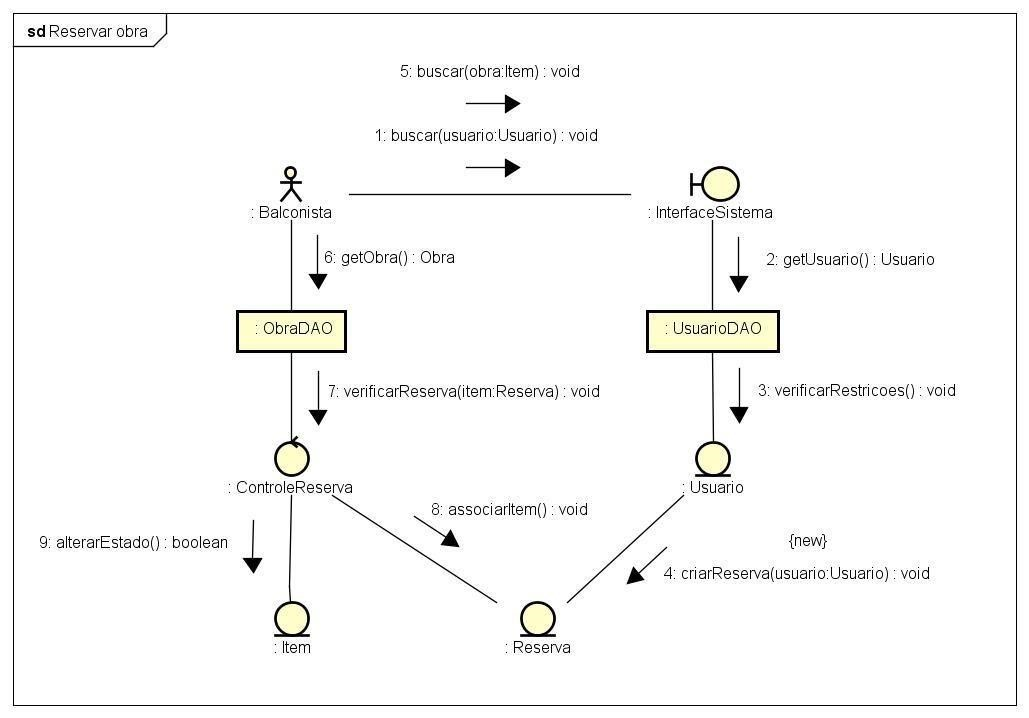 sd Reservar obra
5: buscar(obra:Item) : void
1: buscar(usuario:Usuario) : void
: Balconista
: InterfaceSistema
6: getObra() : Obra
2: getUsuario() : Usuario
: ObraDAO
: UsuarioDAO
7: verificarReserva(item:Reserva) : void
3: verificarRestricoes() : void
: ControleReserva
: Usuario
8: associarItem() : void
9: alterarEstado() : boolean
{new}
4: criarReserva(usuario:Usuario) : void
: Item
: Reserva